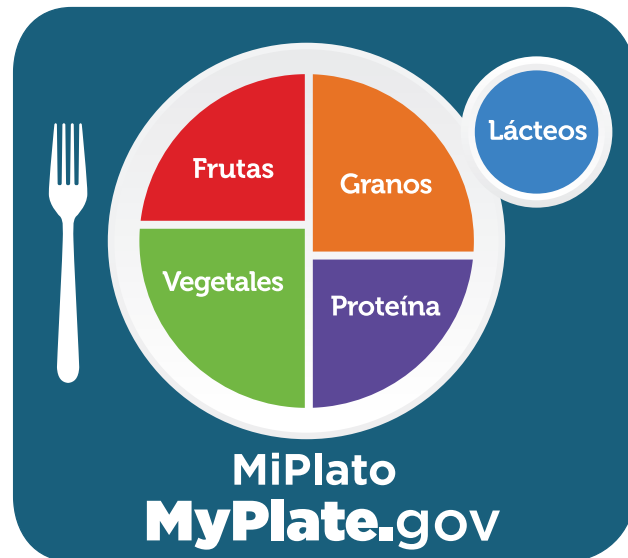 Frutas
Granos
Lácteos
Vegetales
Proteína
MiPlato
MyPlate.gov